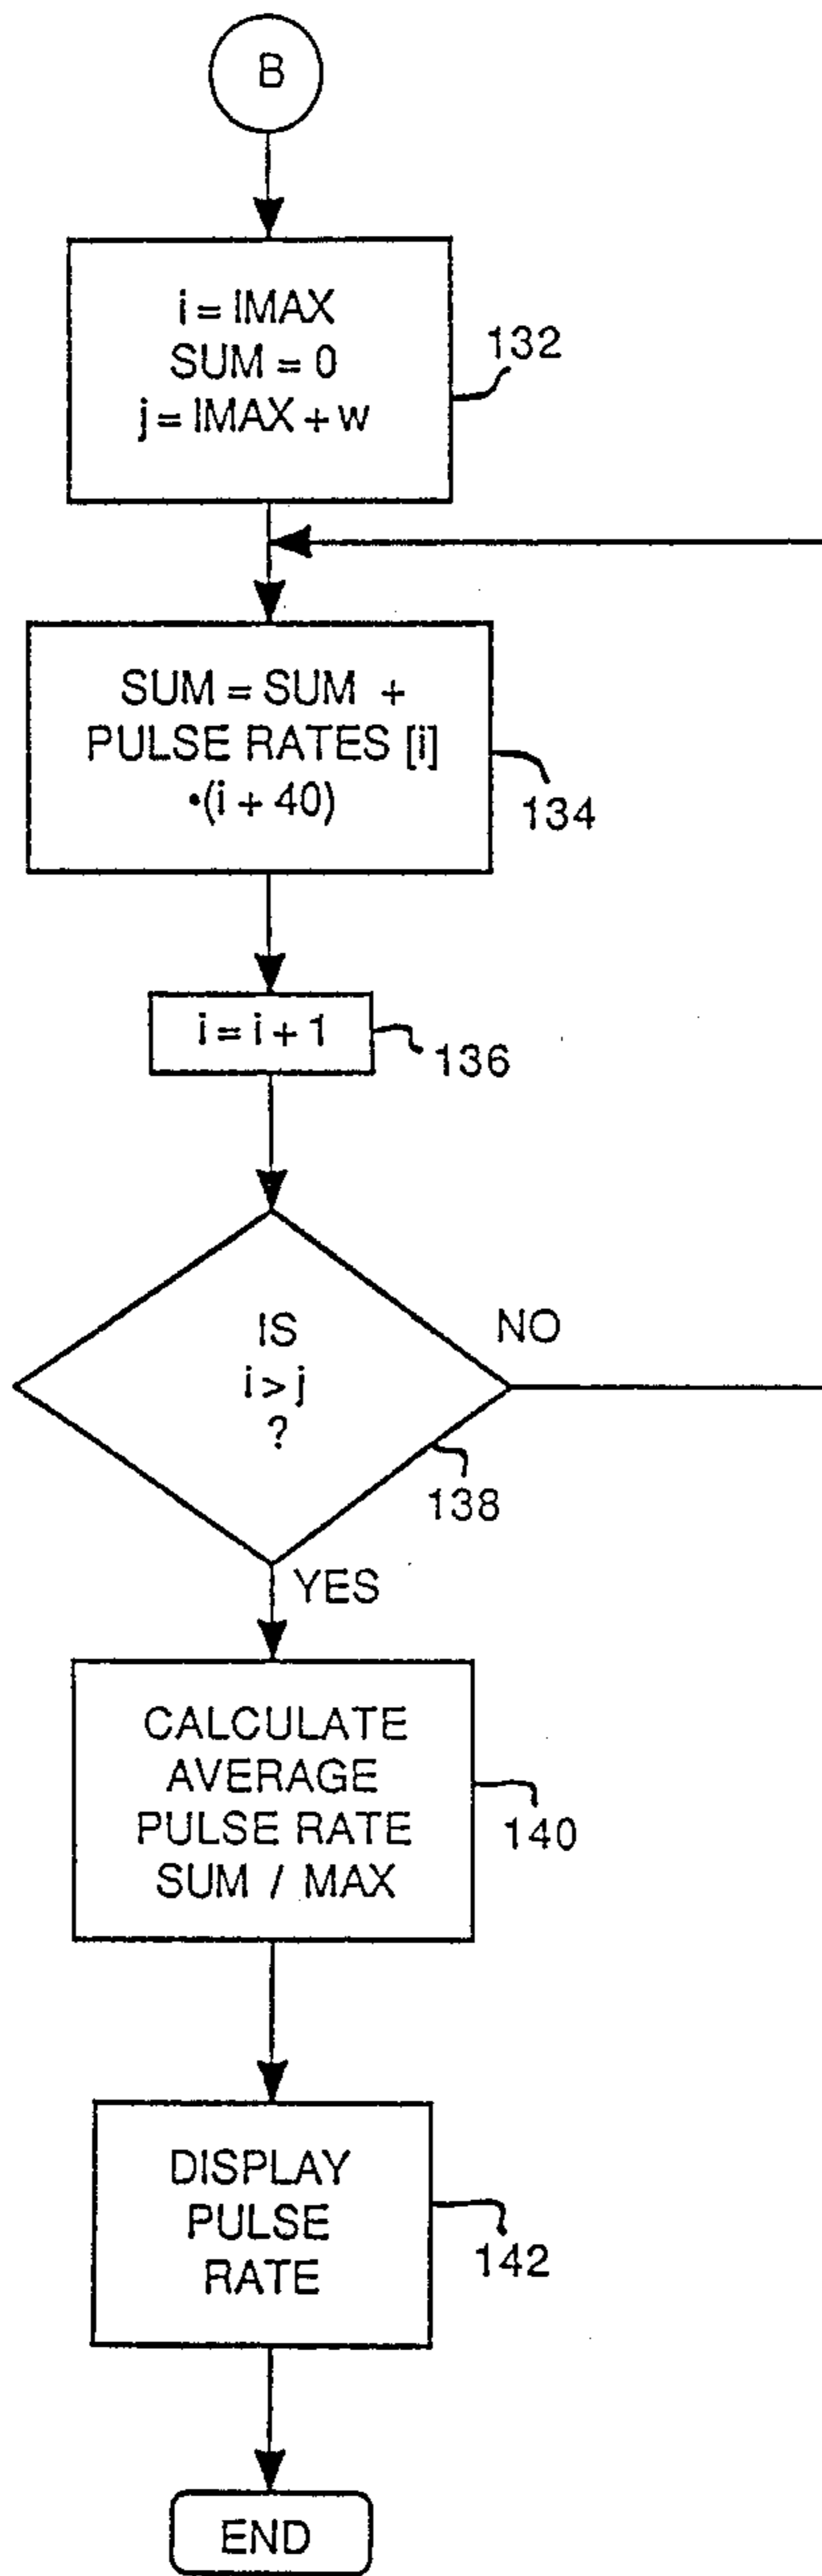 B
i = IMAX
SUM = 0
j = IMAX + w
132
SUM = SUM +
PULSE RATES [i]
•(i + 40)
134
i = i + 1
136
IS
i > j
?
NO
138
YES
CALCULATE
AVERAGE
PULSE RATE
SUM / MAX
140
DISPLAY
PULSE
RATE
142
END